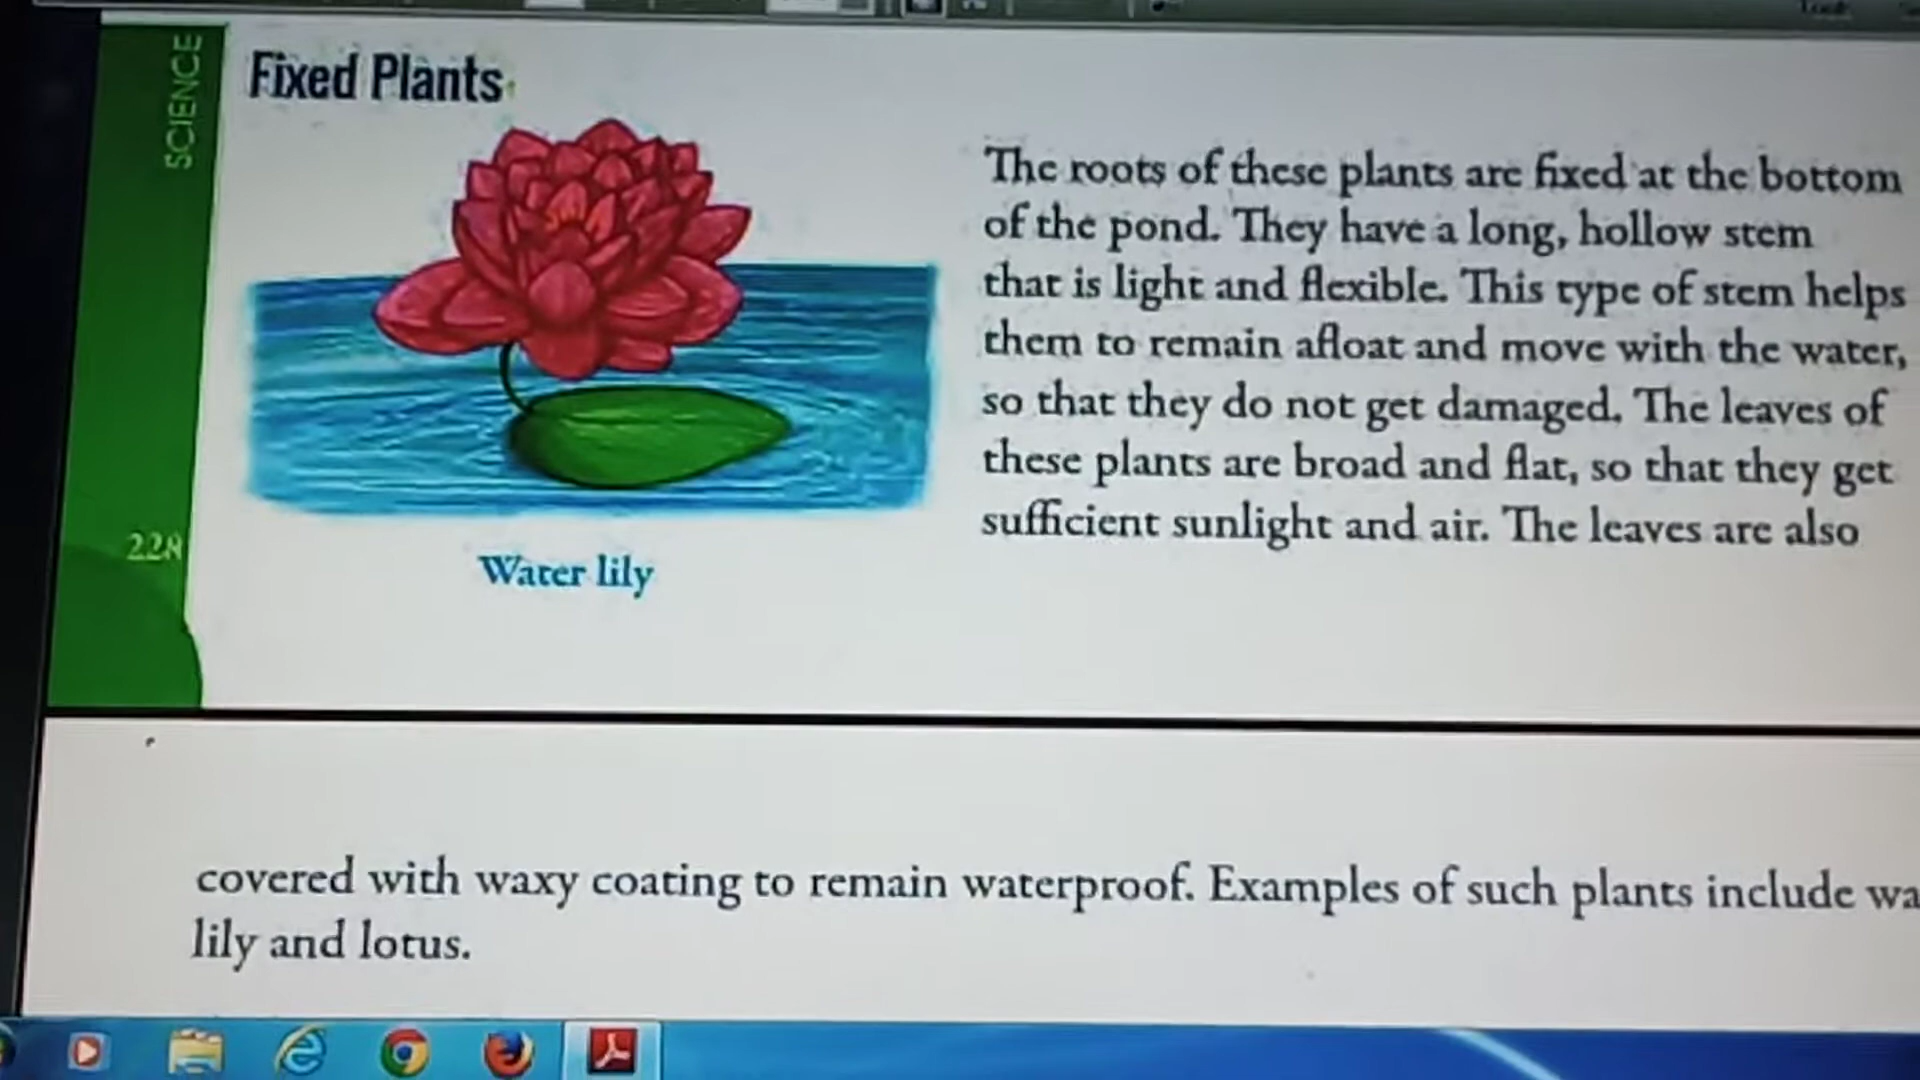 SCIENCE
Fixed Plants
The roots of these plants are fixed at the bottom
of the pond. They have a long, hollow stem
that is light and flexible. This type of stem helps
them to remain afloat and move with the water,
so that they do not get damaged. The leaves of
these plants are broad and flat, so that they get
sufficient sunlight and air. The leaves are also
Water lily
228
covered with waxy coating to remain waterproof. Examples of such plants include wa
lily and lotus.